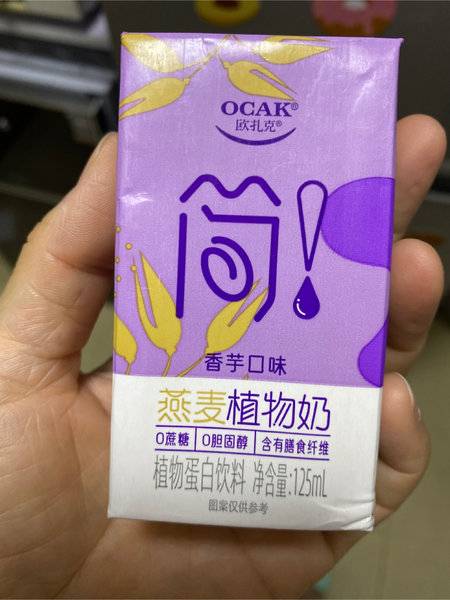 OCAK®
欧扎克®
简!
香芋口味
燕麦植物奶
0蔗糖 0胆固醇 含有膳食纤维
植物蛋白饮料 净含量:125mL
图案仅供参考